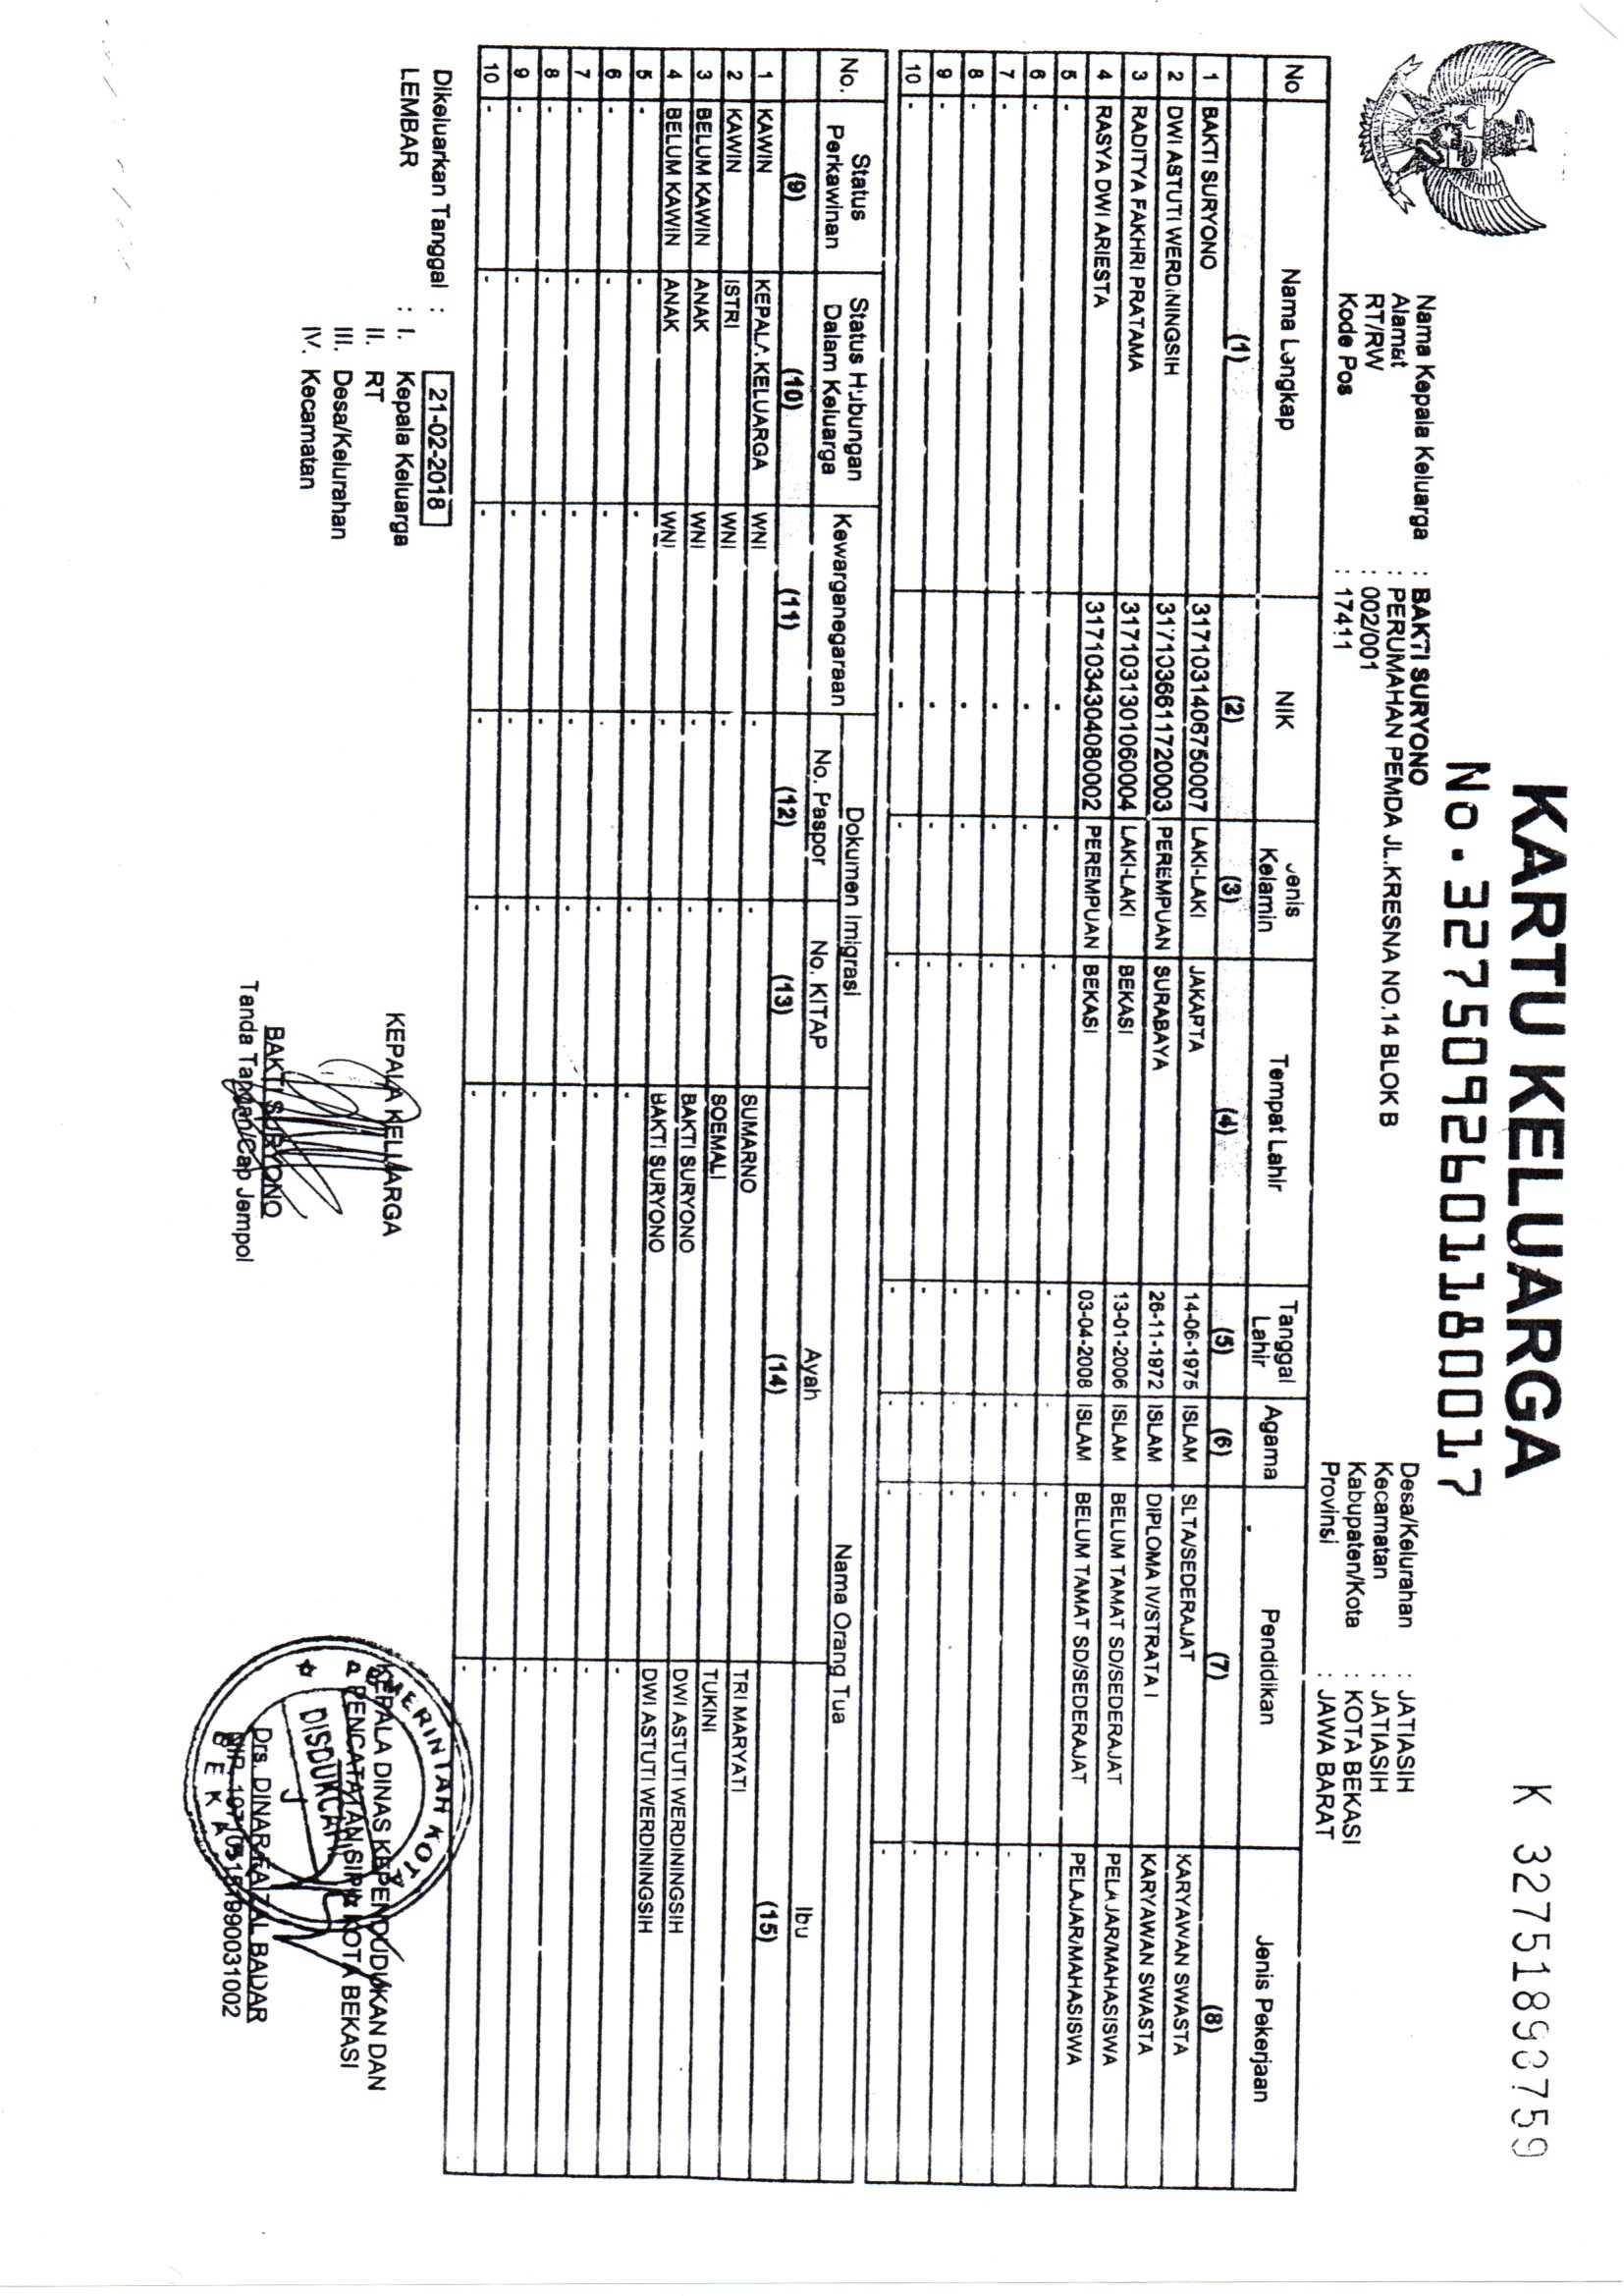 KARTU KELUARGA
No. 3275092601180017
K 32751893759
Nama Kepala Keluarga : BAKTI SURYONO
Alamat : PERUMAHAN PEMDA JL.KRESNA NO.14 BLOK B
RT/RW : 002/001
Kode Pos : 17411
Desa/Kelurahan : JATIASIH
Kecamatan : JATIASIH
Kabupaten/Kota : KOTA BEKASI
Provinsi : JAWA BARAT
No Nama Lengkap NIK Jenis Kelamin Tempat Lahir Tanggal Lahir Agama Pendidikan Jenis Pekerjaan
(1) (2) (3) (4) (5) (6) (7) (8)
1 BAKTI SURYONO 3171031406750007 LAKI-LAKI JAKARTA 14-06-1975 ISLAM SLTA/SEDERAJAT KARYAWAN SWASTA
2 DWI ASTUTI WERDININGSIH 3171036611720003 PEREMPUAN SURABAYA 26-11-1972 ISLAM DIPLOMA IV/STRATA I KARYAWAN SWASTA
3 RADITYA FAKHRI PRATAMA 3171031301060004 LAKI-LAKI BEKASI 13-01-2006 ISLAM BELUM TAMAT SD/SEDERAJAT PELAJAR/MAHASISWA
4 RASYA DWI ARIESTA 3171034304080002 PEREMPUAN BEKASI 03-04-2008 ISLAM BELUM TAMAT SD/SEDERAJAT PELAJAR/MAHASISWA
5 - - - - - - - -
6 - - - - - - - -
7 - - - - - - - -
8 - - - - - - - -
9 - - - - - - - -
10 - - - - - - - -
No. Status Perkawinan Status Hubungan Dalam Keluarga Kewarganegaraan Dokumen Imigrasi Nama Orang Tua
No. Paspor No. KITAP Ayah Ibu
(9) (10) (11) (12) (13) (14) (15)
1 KAWIN KEPALA KELUARGA WNI - - SUMARNO TRI MARYATI
2 KAWIN ISTRI WNI - - SOEMALI TUKINI
3 BELUM KAWIN ANAK WNI - - BAKTI SURYONO DWI ASTUTI WERDININGSIH
4 BELUM KAWIN ANAK WNI - - BAKTI SURYONO DWI ASTUTI WERDININGSIH
5 - - - - - - -
6 - - - - - - -
7 - - - - - - -
8 - - - - - - -
9 - - - - - - -
10 - - - - - - -
Dikeluarkan Tanggal : 21-02-2018
LEMBAR : I. Kepala Keluarga
II. RT
III. Desa/Kelurahan
IV. Kecamatan
KEPALA KELUARGA
BAKTI SURYONO
Tanda Tangan/Cap Jempol
KEPALA DINAS KEPENDUDUKAN DAN
PENCATATAN SIPIL KOTA BEKASI
Drs. DINAR FAIZAL BADAR
NIP.
PEMERINTAH KOTA
DISDUKCAPIL
BEKASI